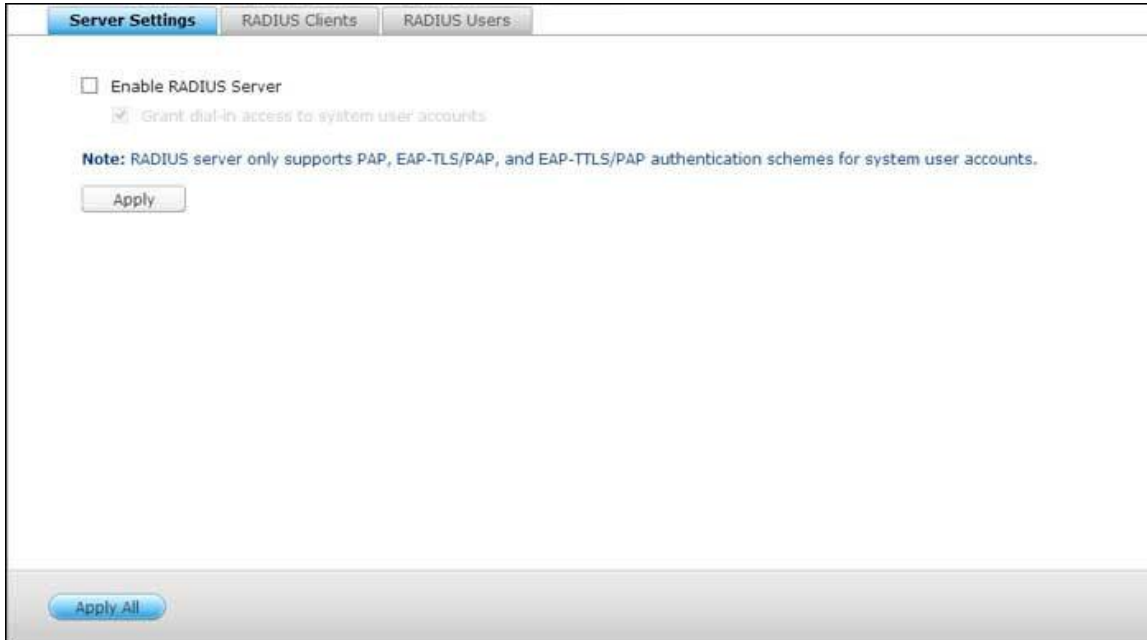 Server Settings RADIUS Clients RADIUS Users
Enable RADIUS Server
Grant dial-in access to system user accounts
Note: RADIUS server only supports PAP, EAP-TLS/PAP, and EAP-TTLS/PAP authentication schemes for system user accounts.
Apply
Apply All